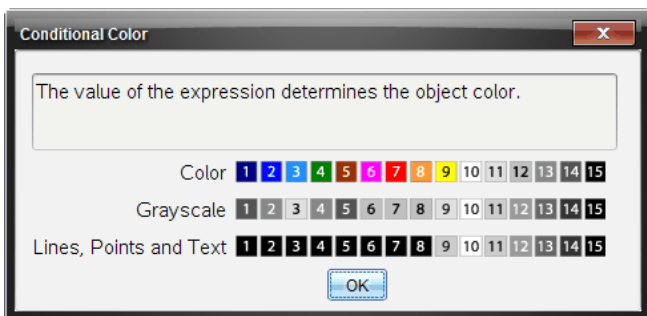 Conditional Color
The value of the expression determines the object color.
Color 1 2 3 4 5 6 7 8 9 10 11 12 13 14 15
Grayscale 1 2 3 4 5 6 7 8 9 10 11 12 13 14 15
Lines, Points and Text 1 2 3 4 5 6 7 8 9 10 11 12 13 14 15
OK